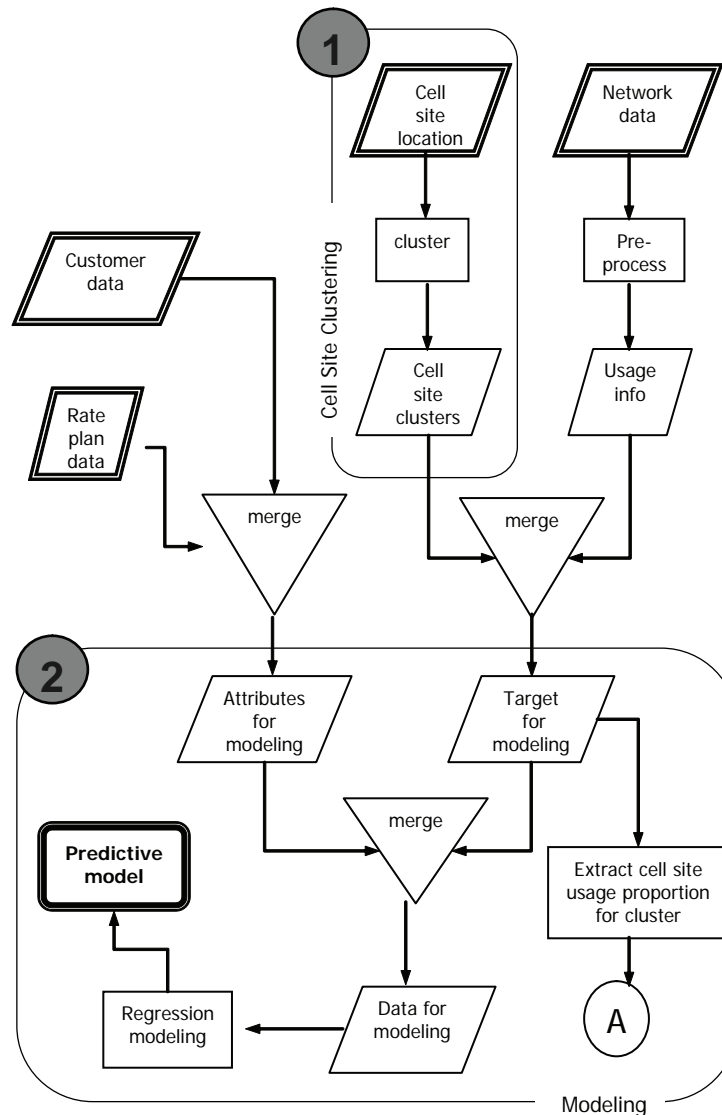 1
Cell
site
location
Network
data
Cell Site Clustering
cluster
Pre-
process
Customer
data
Cell
site
clusters
Usage
info
Rate
plan
data
merge
merge
2
Attributes
for
modeling
Target
for
modeling
merge
Predictive
model
Extract cell site
usage proportion
for cluster
Regression
modeling
Data for
modeling
A
Modeling